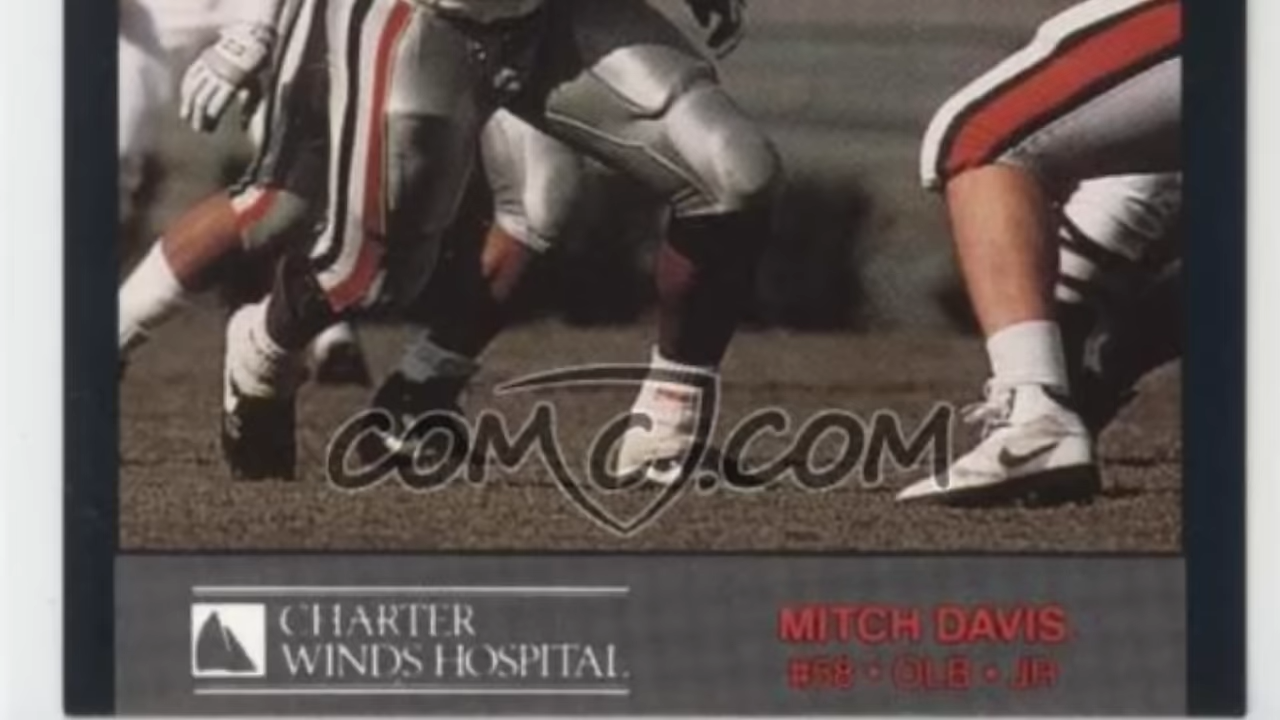 COMC.COM
CHARTER
WINDS HOSPITAL
MITCH DAVIS
#58 • OLB • JR